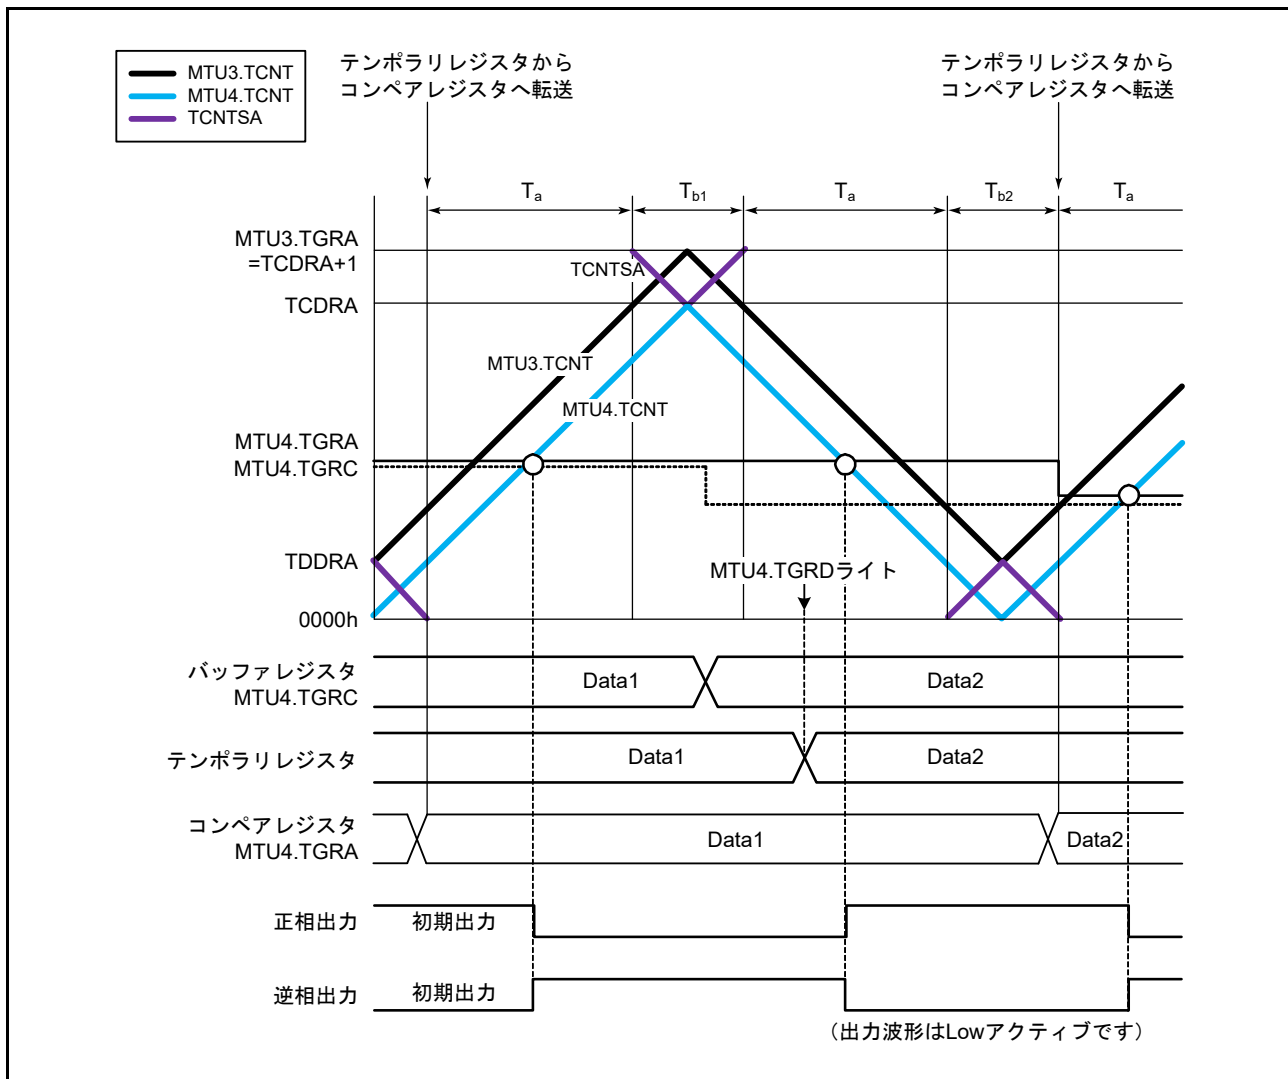 MTU3.TCNT
MTU4.TCNT
TCNTSA
テンポラリレジスタから
コンペアレジスタへ転送
テンポラリレジスタから
コンペアレジスタへ転送
Ta
Tb1
Ta
Tb2
Ta
MTU3.TGRA
=TCDRA+1
TCNTSA
TCDRA
MTU3.TCNT
MTU4.TCNT
MTU4.TGRA
MTU4.TGRC
TDDRA
MTU4.TGRDライト
0000h
バッファレジスタ
MTU4.TGRC
Data1
Data2
テンポラリレジスタ
Data1
Data2
コンペアレジスタ
MTU4.TGRA
Data1
Data2
正相出力
初期出力
逆相出力
初期出力
（出力波形はLowアクティブです）